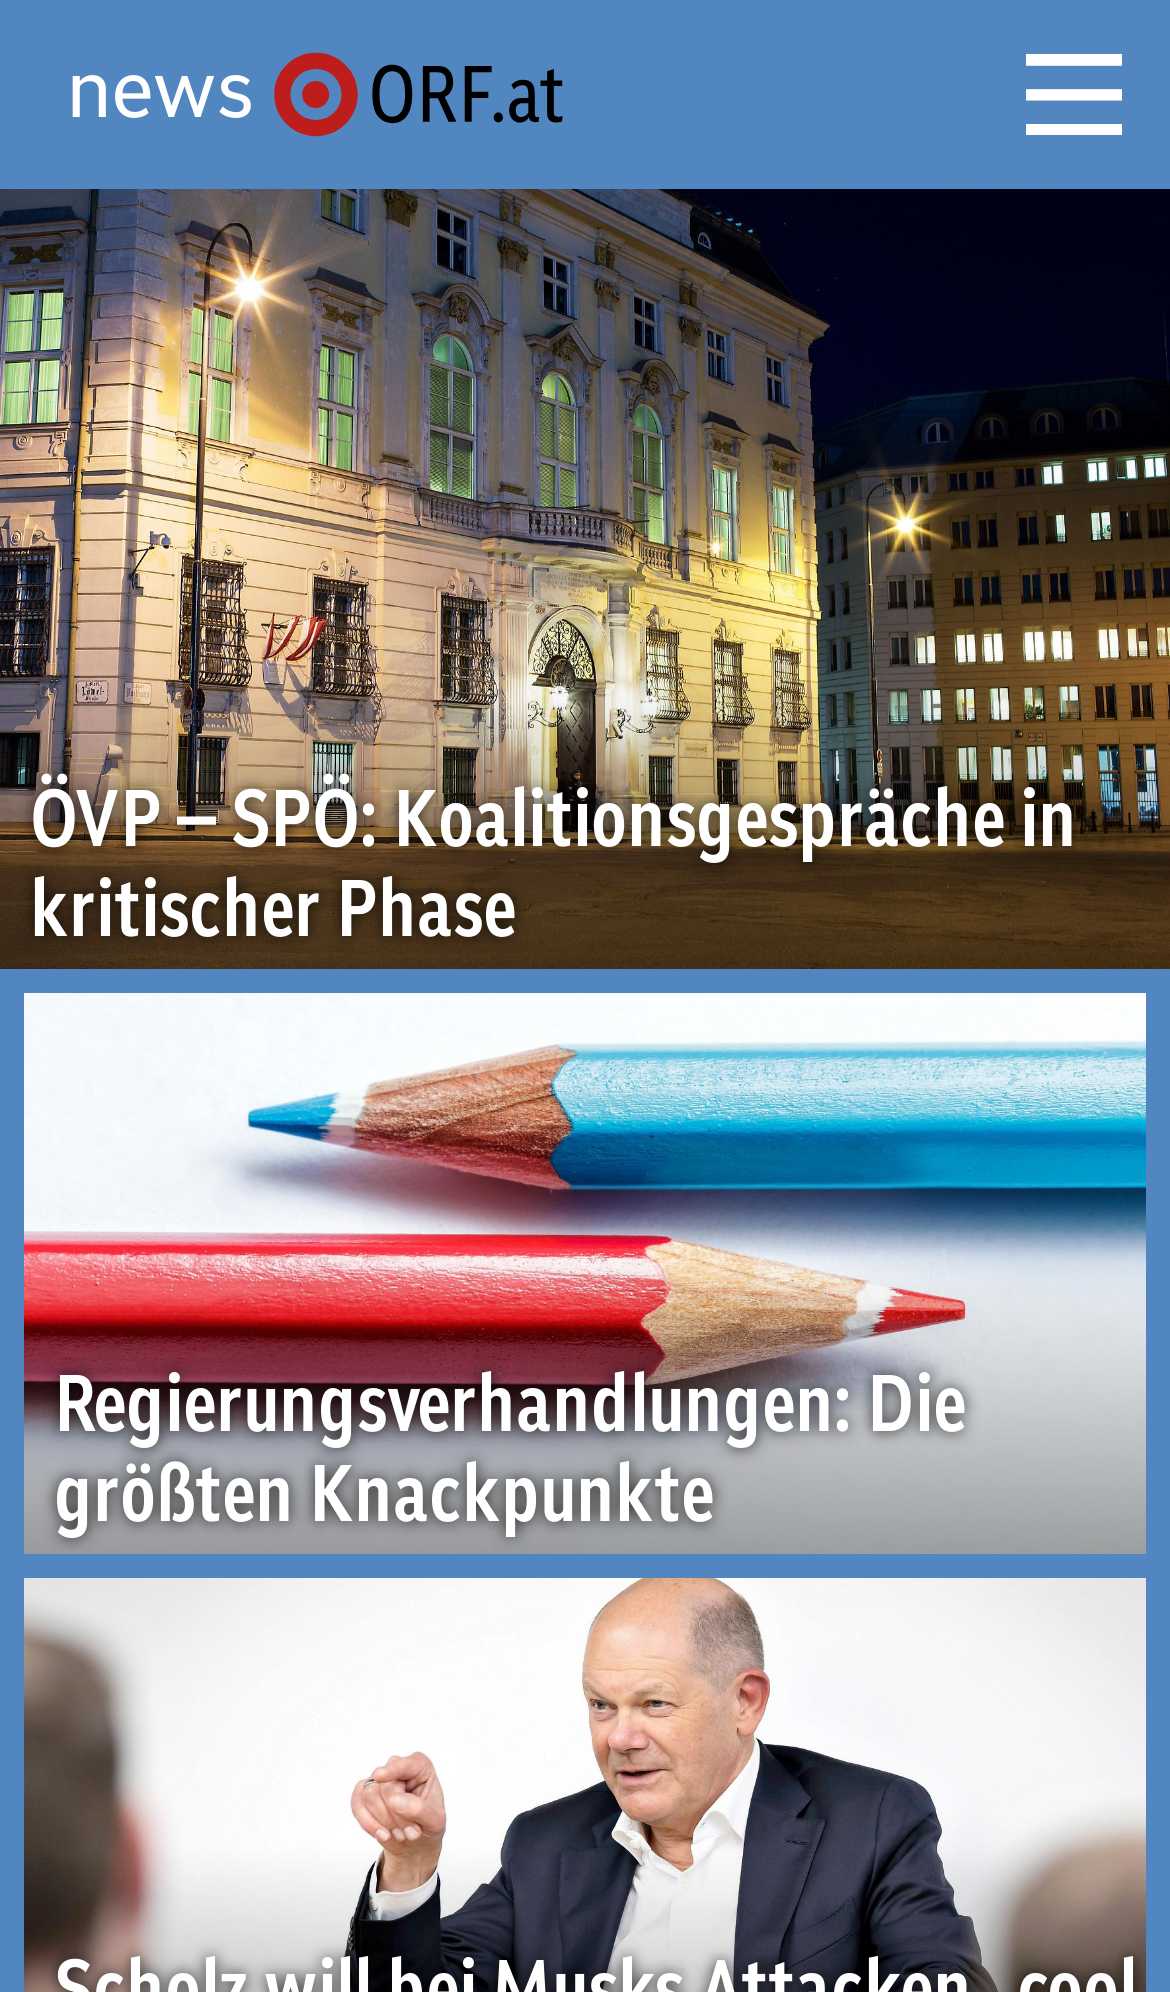 news ORF.at
ÖVP – SPÖ: Koalitionsgespräche in
kritischer Phase
Regierungsverhandlungen: Die
größten Knackpunkte
Scholz will bei Musks Attacken „cool